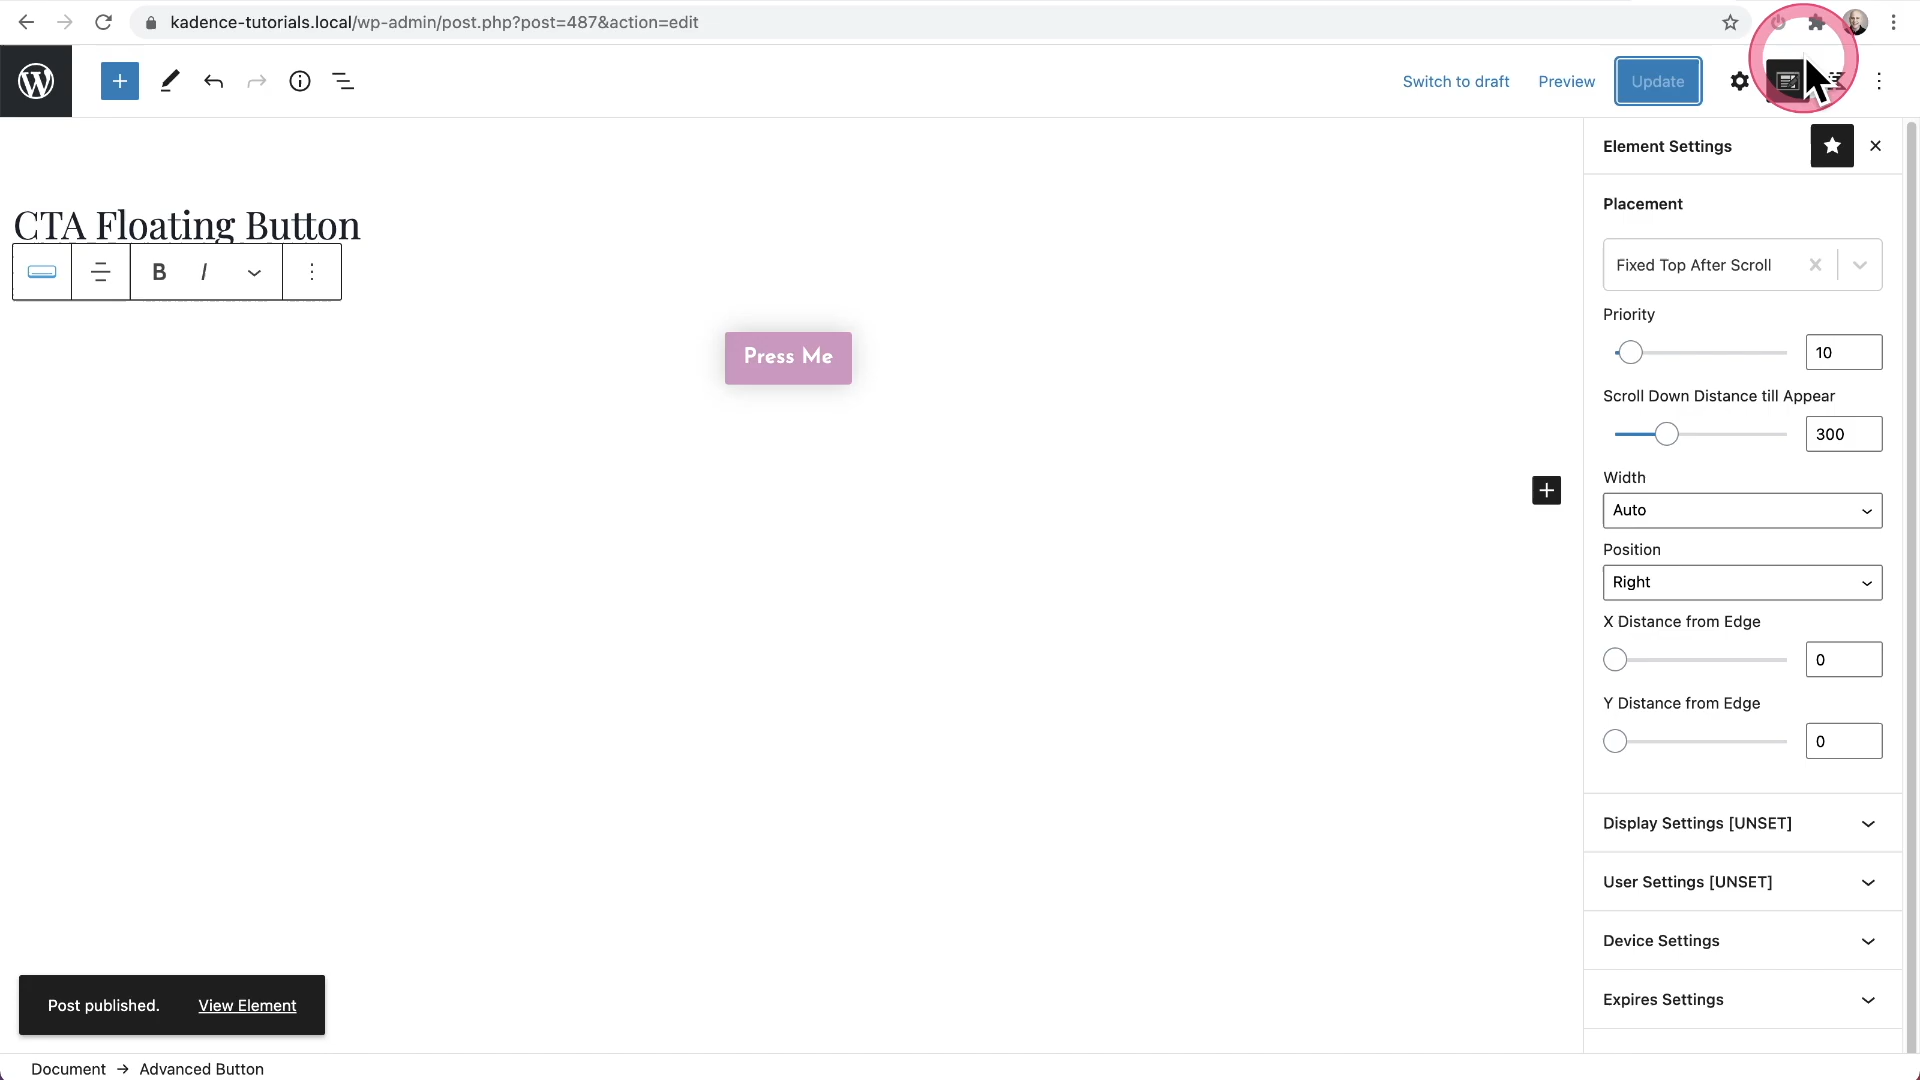 kadence-tutorials.local/wp-admin/post.php?post=487&action=edit
Switch to draft
Preview
Update
Element Settings
Placement
CTA Floating Button
B I
Fixed Top After Scroll
Priority
10
Press Me
Scroll Down Distance till Appear
300
Width
Auto
Position
Right
X Distance from Edge
0
Y Distance from Edge
0
Display Settings [UNSET]
User Settings [UNSET]
Device Settings
Expires Settings
Post published. View Element
Document → Advanced Button